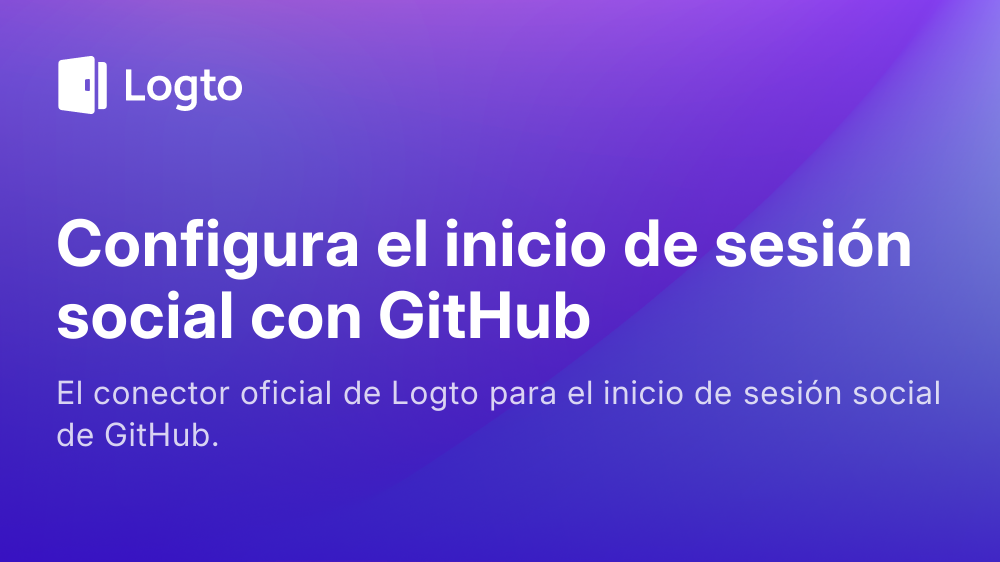 Logto
Configura el inicio de sesión
social con GitHub
El conector oficial de Logto para el inicio de sesión social
de GitHub.